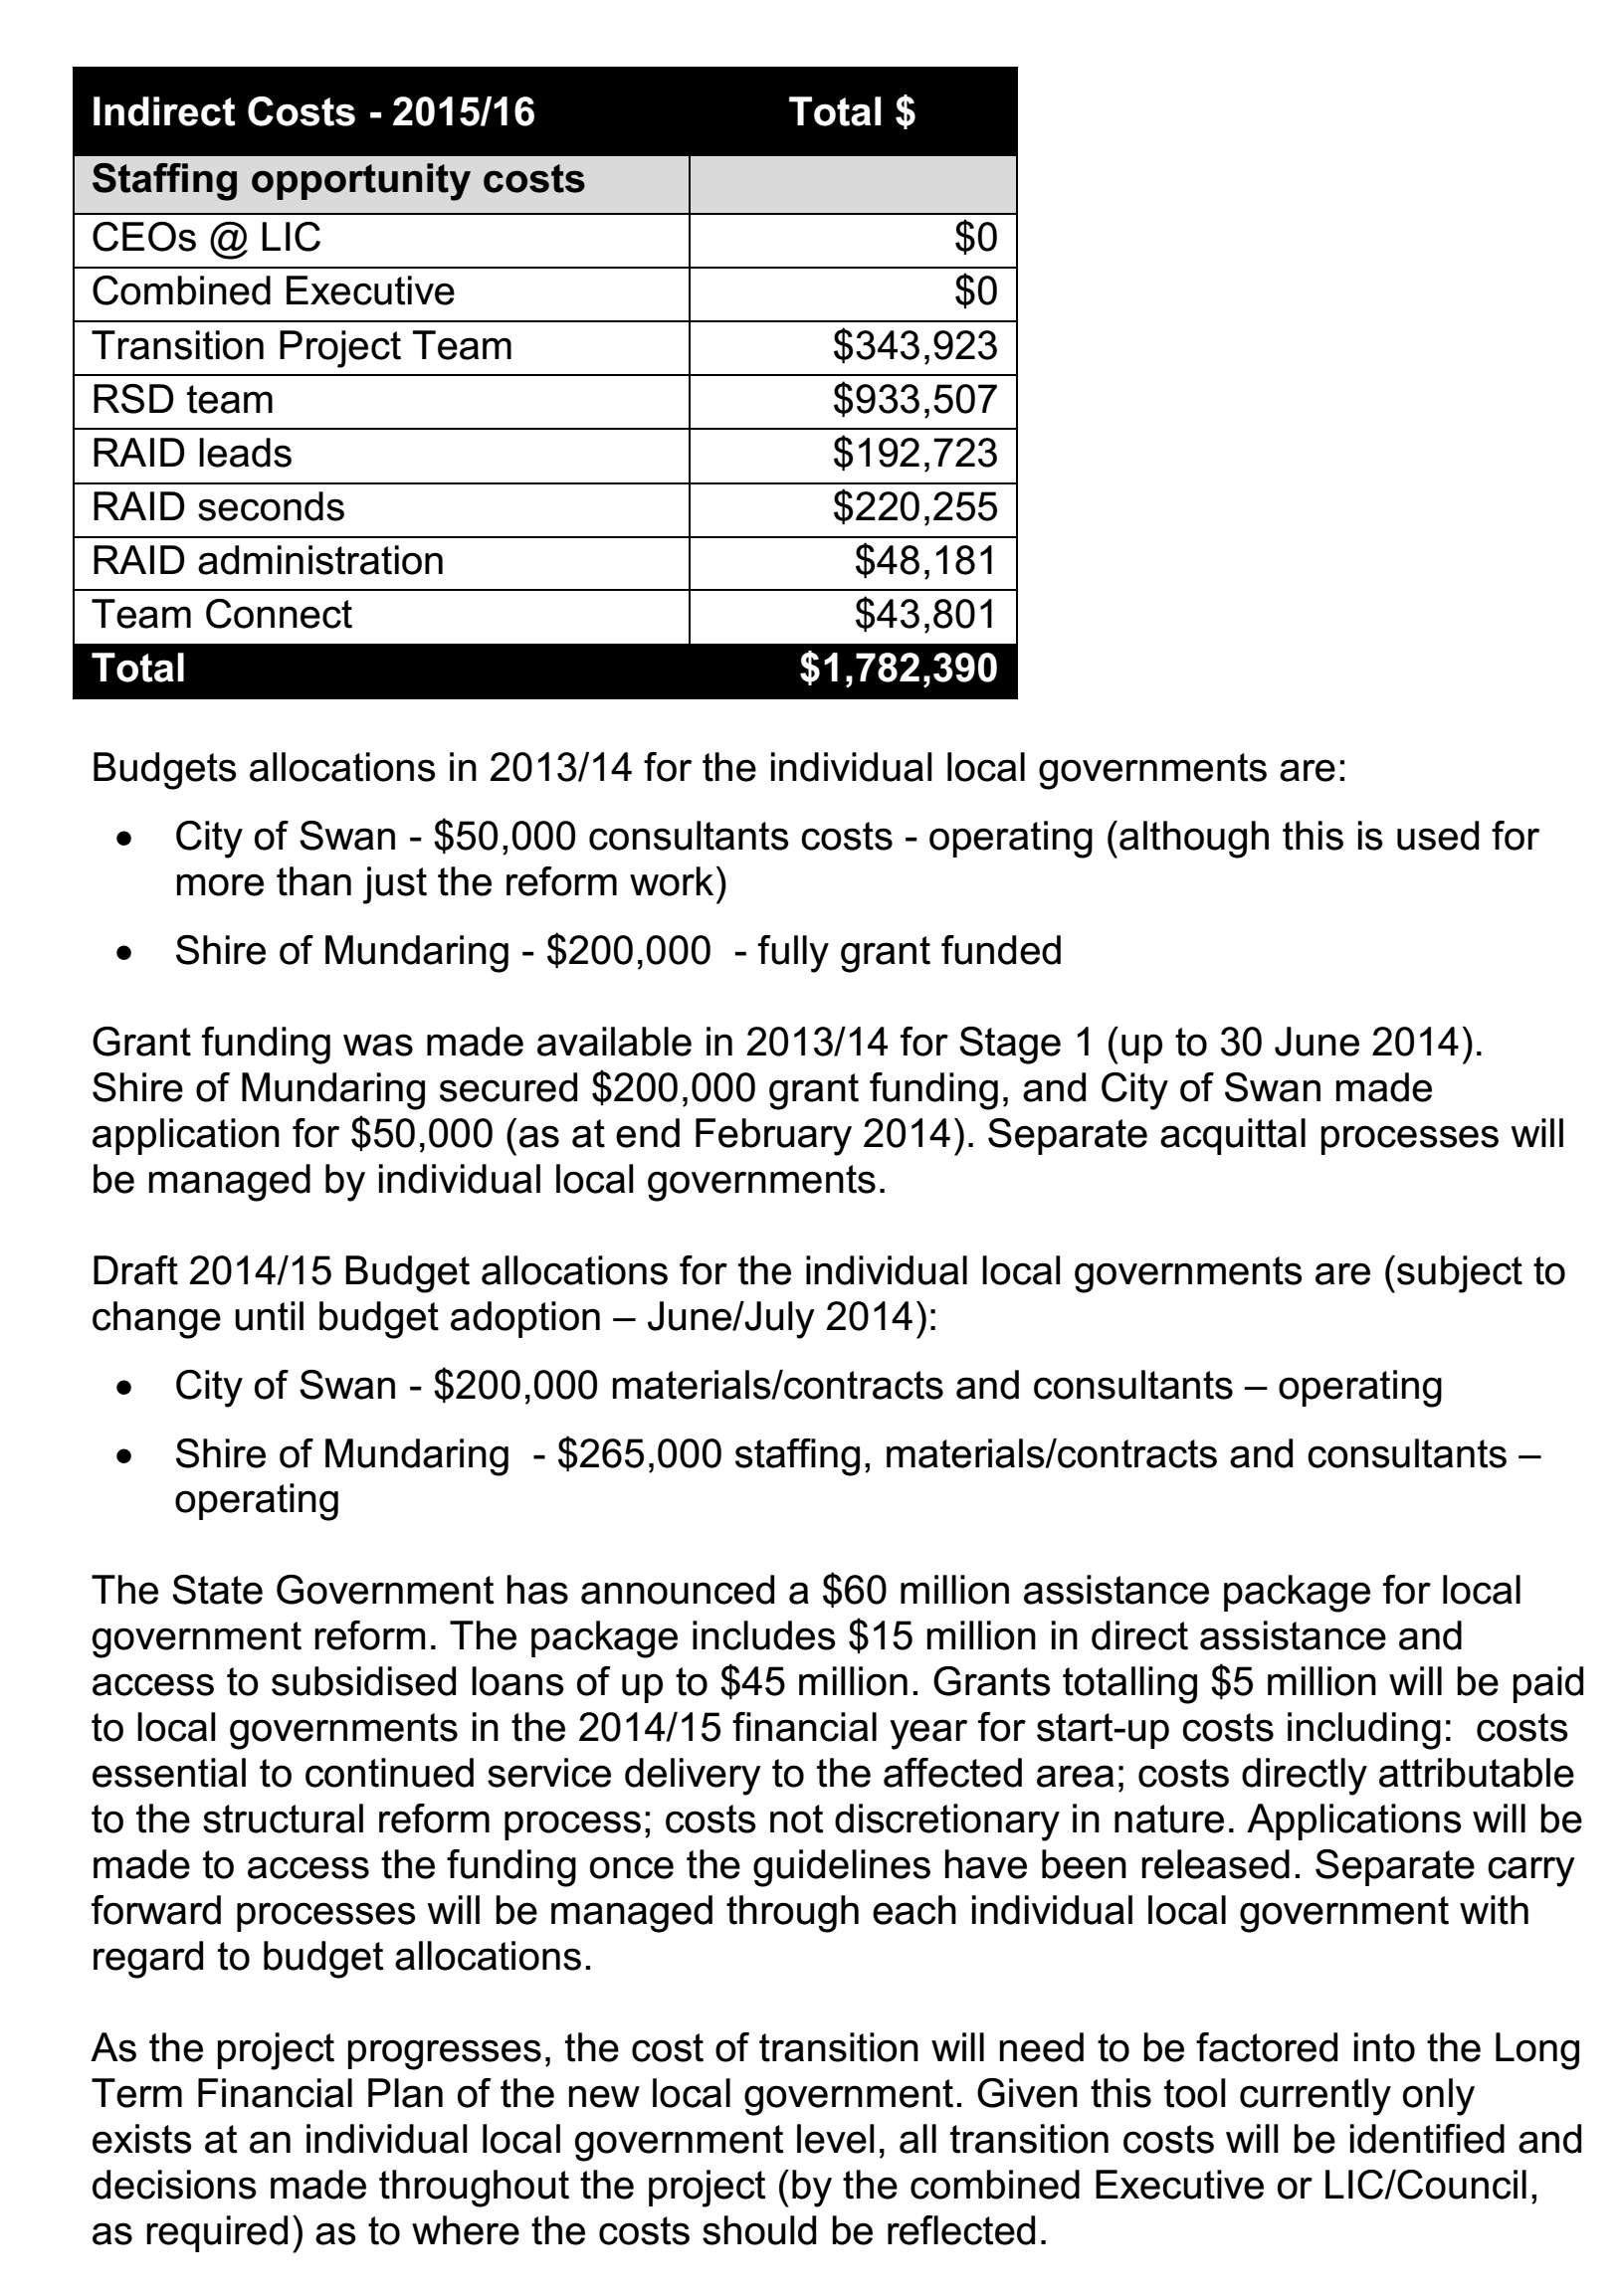 Indirect Costs - 2015/16 Total $
Staffing opportunity costs
CEOs @ LIC $0
Combined Executive $0
Transition Project Team $343,923
RSD team $933,507
RAID leads $192,723
RAID seconds $220,255
RAID administration $48,181
Team Connect $43,801
Total $1,782,390
Budgets allocations in 2013/14 for the individual local governments are:
• City of Swan - $50,000 consultants costs - operating (although this is used for
more than just the reform work)
• Shire of Mundaring - $200,000  - fully grant funded
Grant funding was made available in 2013/14 for Stage 1 (up to 30 June 2014).
Shire of Mundaring secured $200,000 grant funding, and City of Swan made
application for $50,000 (as at end February 2014). Separate acquittal processes will
be managed by individual local governments.
Draft 2014/15 Budget allocations for the individual local governments are (subject to
change until budget adoption – June/July 2014):
• City of Swan - $200,000 materials/contracts and consultants – operating
• Shire of Mundaring  - $265,000 staffing, materials/contracts and consultants –
operating
The State Government has announced a $60 million assistance package for local
government reform. The package includes $15 million in direct assistance and
access to subsidised loans of up to $45 million. Grants totalling $5 million will be paid
to local governments in the 2014/15 financial year for start-up costs including:  costs
essential to continued service delivery to the affected area; costs directly attributable
to the structural reform process; costs not discretionary in nature. Applications will be
made to access the funding once the guidelines have been released. Separate carry
forward processes will be managed through each individual local government with
regard to budget allocations.
As the project progresses, the cost of transition will need to be factored into the Long
Term Financial Plan of the new local government. Given this tool currently only
exists at an individual local government level, all transition costs will be identified and
decisions made throughout the project (by the combined Executive or LIC/Council,
as required) as to where the costs should be reflected.